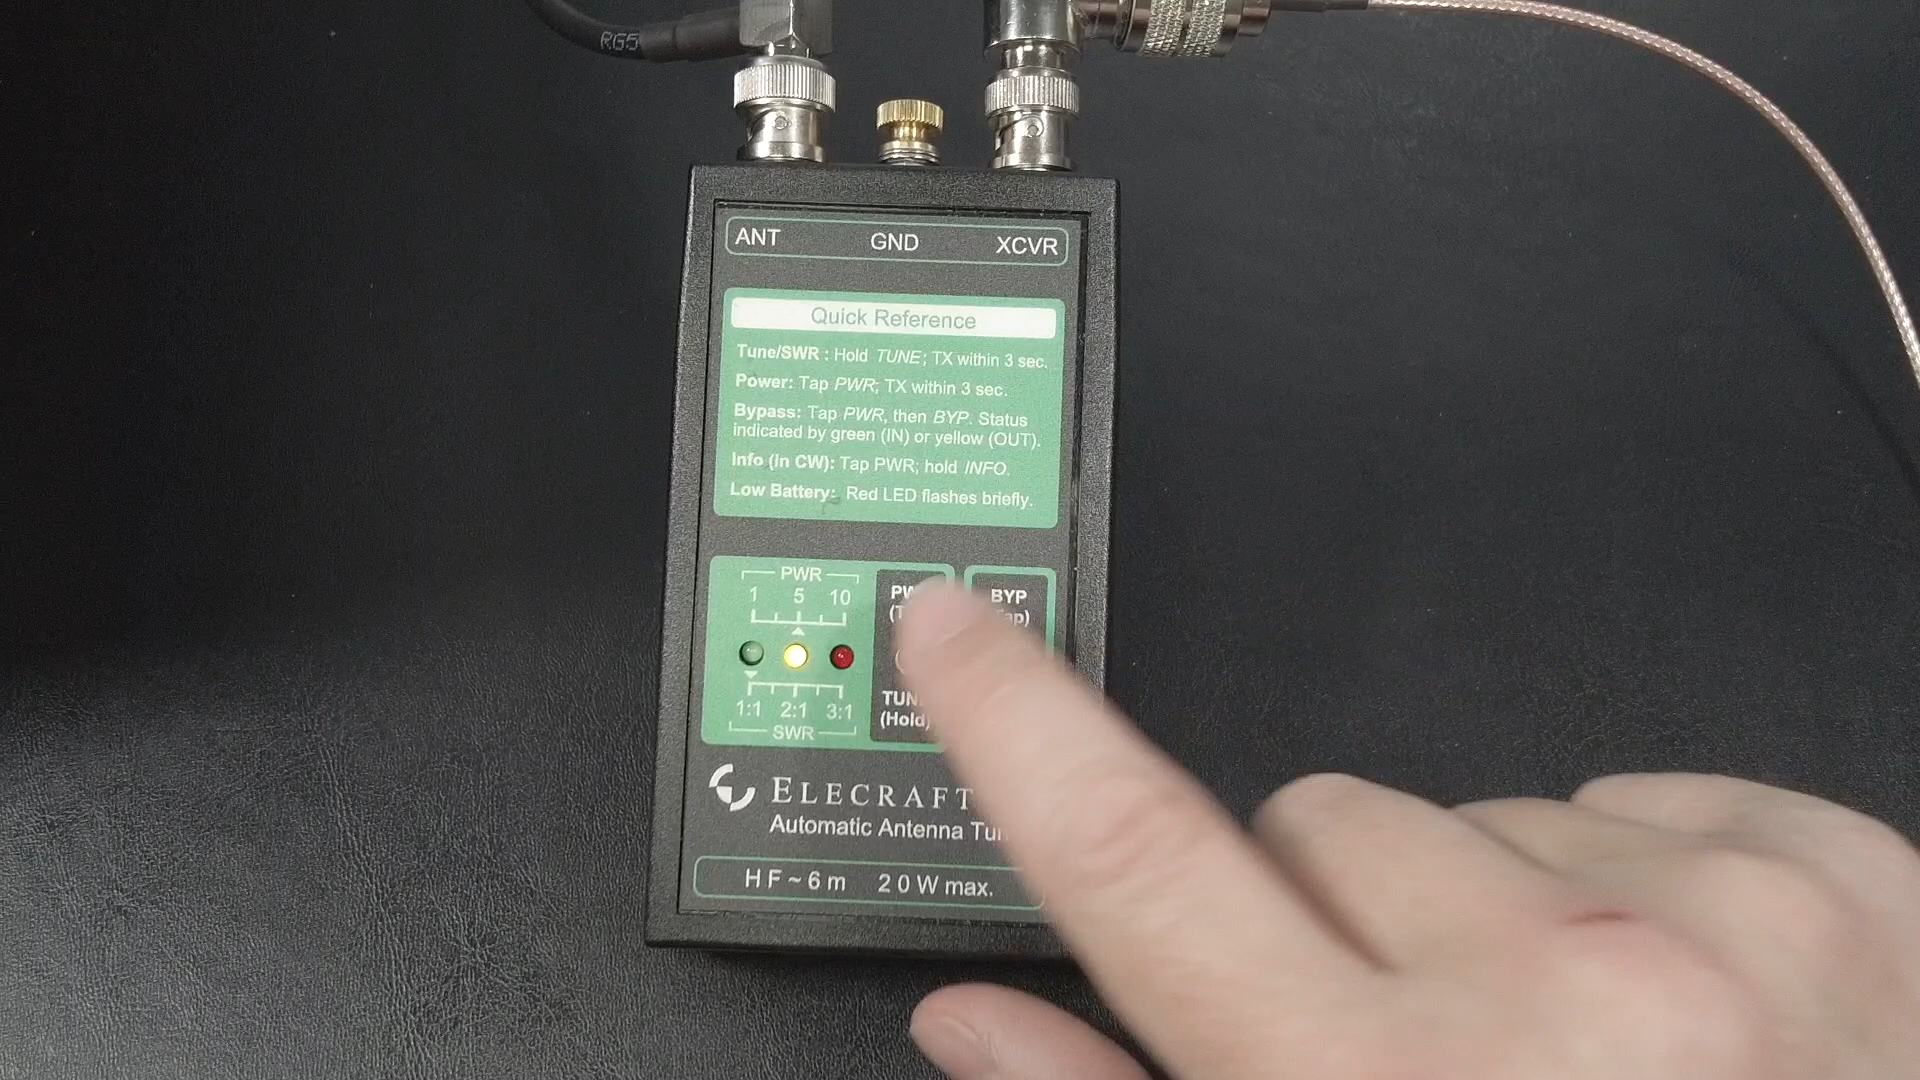 RG5
ANT GND XCVR
Quick Reference
Tune/SWR : Hold TUNE; TX within 3 sec.
Power: Tap PWR; TX within 3 sec.
Bypass: Tap PWR, then BYP. Status
indicated by green (IN) or yellow (OUT).
Info (in CW): Tap PWR; hold INFO.
Low Battery: Red LED flashes briefly.
PWR
1 5 10
1:1 2:1 3:1
SWR
(Hold)
BYP
ELECRAFT
Automatic Antenna
HF~6m 20W max.